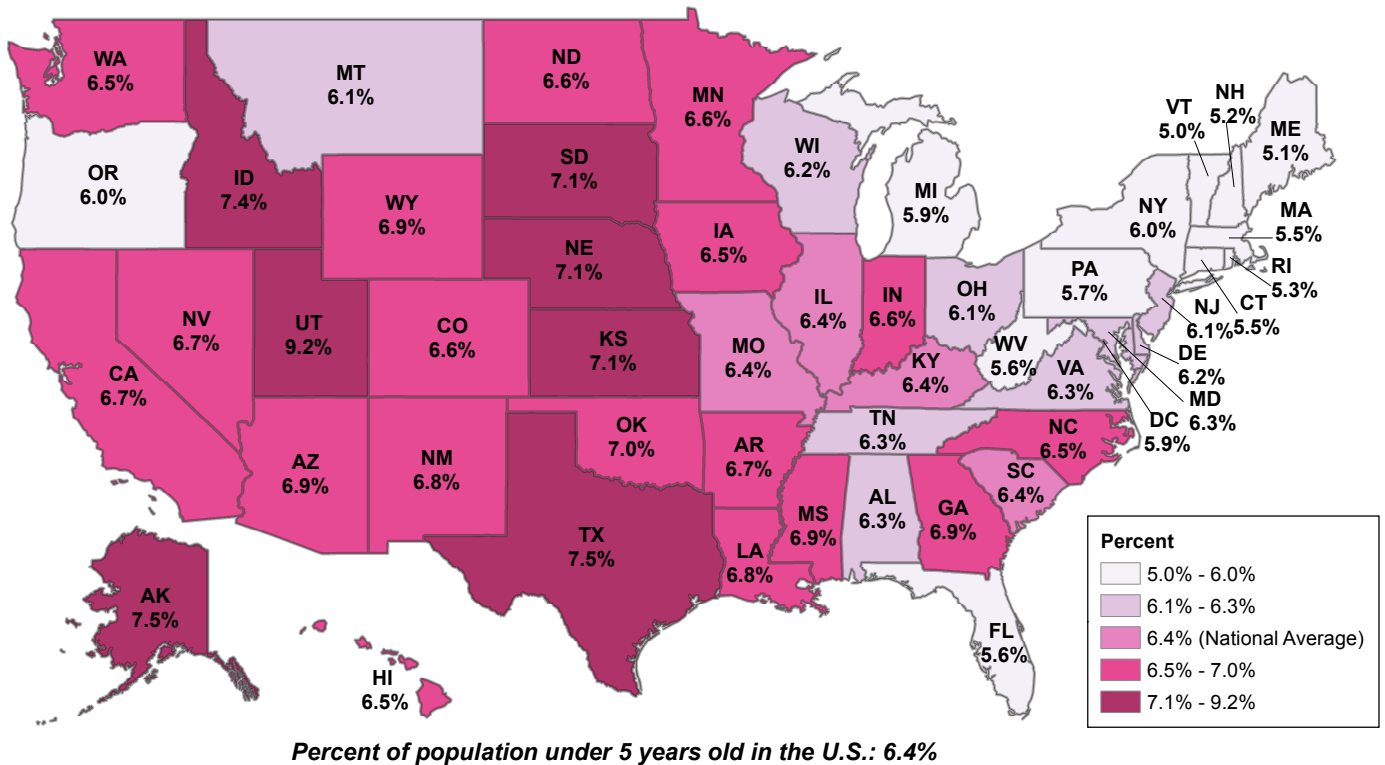 WA
6.5%
MT
6.1%
ND
6.6%
MN
6.6%
VT
5.0%
NH
5.2%
ME
5.1%
OR
6.0%
ID
7.4%
WY
6.9%
SD
7.1%
WI
6.2%
MI
5.9%
NY
6.0%
MA
5.5%
RI
5.3%
CT
5.5%
NJ
6.1%
PA
5.7%
IA
6.5%
NE
7.1%
NV
6.7%
UT
9.2%
CO
6.6%
KS
7.1%
MO
6.4%
IL
6.4%
IN
6.6%
OH
6.1%
WV
5.6%
VA
6.3%
DE
6.2%
MD
6.3%
DC
5.9%
KY
6.4%
CA
6.7%
AZ
6.9%
NM
6.8%
OK
7.0%
AR
6.7%
TN
6.3%
NC
6.5%
SC
6.4%
TX
7.5%
LA
6.8%
MS
6.9%
AL
6.3%
GA
6.9%
FL
5.6%
AK
7.5%
HI
6.5%
Percent
5.0% - 6.0%
6.1% - 6.3%
6.4% (National Average)
6.5% - 7.0%
7.1% - 9.2%
Percent of population under 5 years old in the U.S.: 6.4%